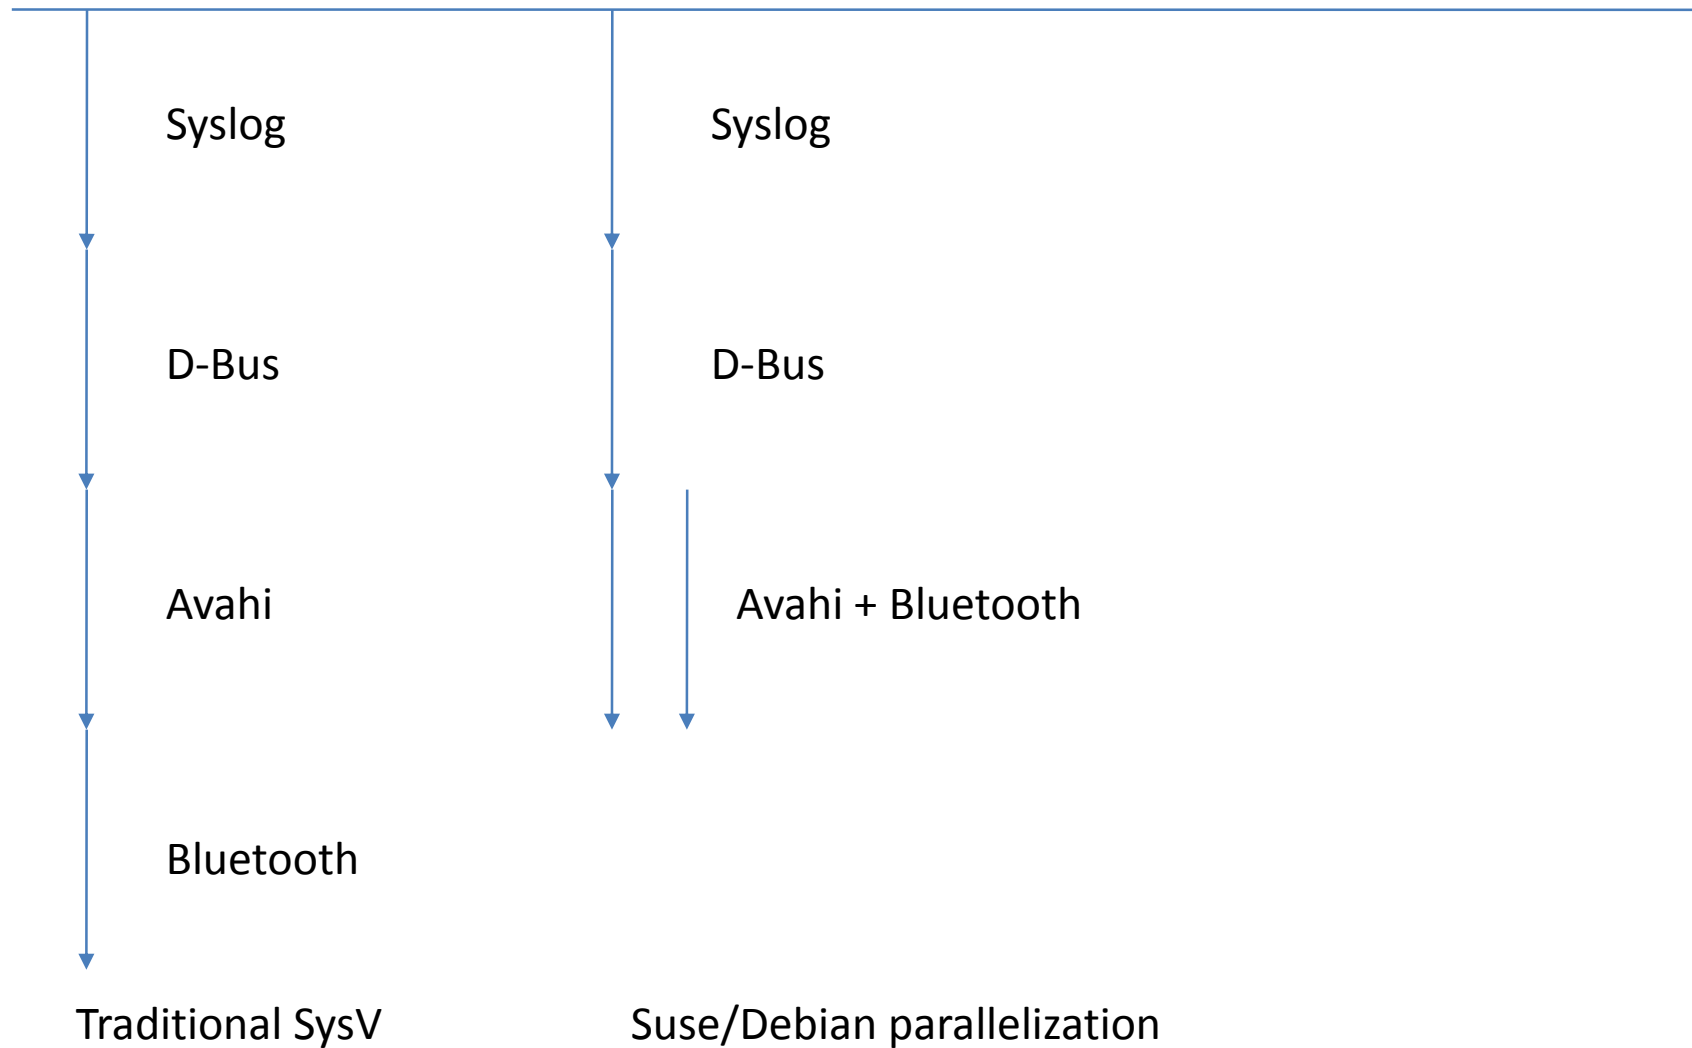 Syslog
Syslog
D-Bus
D-Bus
Avahi
Avahi + Bluetooth
Bluetooth
Traditional SysV
Suse/Debian parallelization